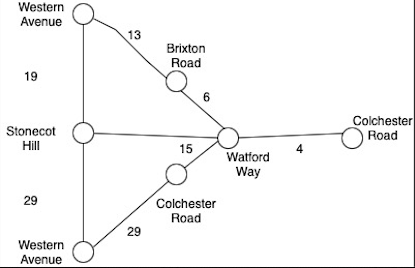 Western
Avenue
13
Brixton
Road
19
6
Colchester
Road
Stonecot
Hill
15
Watford
Way
4
29
Colchester
Road
29
Western
Avenue